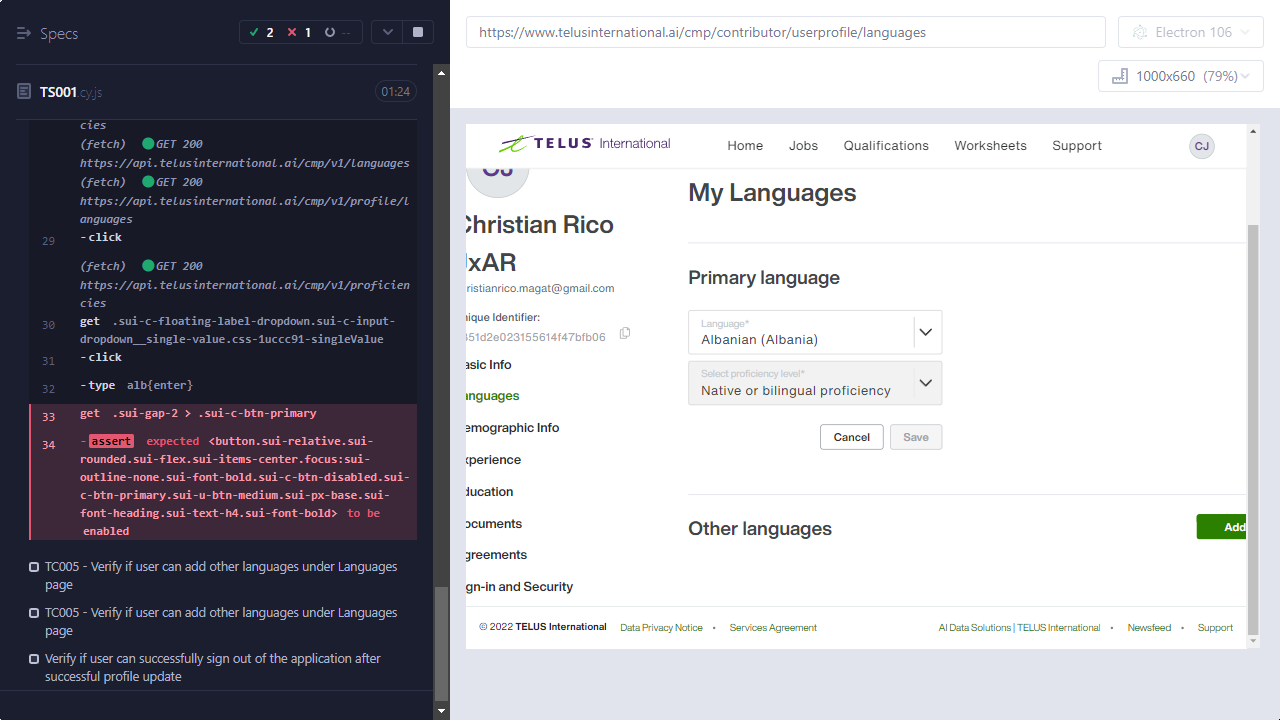 Specs
2
1
--
TS001.cy.js
01:24
cies
(fetch) GET 200
https://api.telusinternational.ai/cmp/v1/languages
(fetch) GET 200
https://api.telusinternational.ai/cmp/v1/profile/l
anguages
29 -click
(fetch) GET 200
https://api.telusinternational.ai/cmp/v1/proficien
cies
30 get .sui-c-floating-label-dropdown.sui-c-input-
dropdown__single-value.css-1uccc91-singleValue
31 -click
32 -type alb{enter}
33 get .sui-gap-2 > .sui-c-btn-primary
34 -assert expected <button.sui-relative.sui-
rounded.sui-flex.sui-items-center.focus:sui-
outline-none.sui-font-bold.sui-c-btn-disabled.sui-
c-btn-primary.sui-u-btn-medium.sui-px-base.sui-
font-heading.sui-text-h4.sui-font-bold> to be
enabled
TC005 - Verify if user can add other languages under Languages
page
TC005 - Verify if user can add other languages under Languages
page
Verify if user can successfully sign out of the application after
successful profile update
https://www.telusinternational.ai/cmp/contributor/userprofile/languages
Electron 106
1000x660 (79%)
TELUS International
Home Jobs Qualifications Worksheets Support
CJ
CJ
Christian Rico
UxAR
ristianrico.magat@gmail.com
nique Identifier:
451d2e023155614f47bfb06
asic Info
anguages
emographic Info
xperience
ducation
ocuments
greements
gn-in and Security
My Languages
Primary language
Language*
Albanian (Albania)
Select proficiency level*
Native or bilingual proficiency
Cancel Save
Other languages
Add
© 2022 TELUS International Data Privacy Notice • Services Agreement
AI Data Solutions | TELUS International • Newsfeed • Support